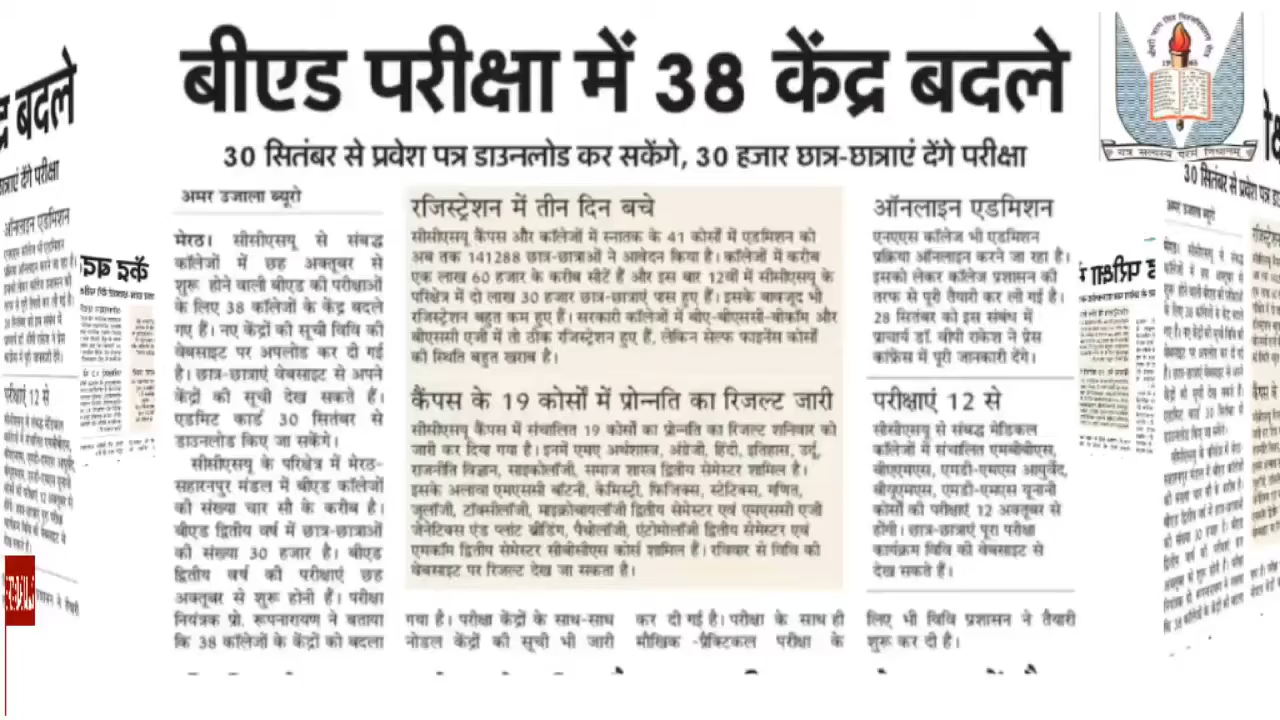 बीएड परीक्षा में 38 केंद्र बदले
30 सितंबर से प्रवेश पत्र डाउनलोड कर सकेंगे, 30 हजार छात्र-छात्राएं देंगे परीक्षा
अमर उजाला ब्यूरो
मेरठ। सीसीएसयू से संबद्ध
कॉलेजों में छह अक्तूबर से
शुरू होने वाली बीएड की परीक्षाओं
के लिए 38 कॉलेजों के केंद्र बदले
गए हैं। नए केंद्रों की सूची विवि की
वेबसाइट पर अपलोड कर दी गई
है। छात्र-छात्राएं वेबसाइट से अपने
केंद्रों की सूची देख सकते हैं।
एडमिट कार्ड 30 सितंबर से
डाउनलोड किए जा सकेंगे।
सीसीएसयू के परिक्षेत्र में मेरठ-
सहारनपुर मंडल में बीएड कॉलेजों
की संख्या चार सौ के करीब है।
बीएड द्वितीय वर्ष में छात्र-छात्राओं
की संख्या 30 हजार है। बीएड
द्वितीय वर्ष की परीक्षाएं छह
अक्तूबर से शुरू होनी हैं। परीक्षा
नियंत्रक प्रो. रूपनारायण ने बताया
कि 38 कॉलेजों के केंद्रों को बदला
रजिस्ट्रेशन में तीन दिन बचे
सीसीएसयू कैंपस और कॉलेजों में स्नातक के 41 कोर्सों में एडमिशन को
अब तक 141288 छात्र-छात्राओं ने आवेदन किया है। कॉलेजों में करीब
एक लाख 60 हजार के करीब सीटें हैं और इस बार 12वीं में सीसीएसयू के
परिक्षेत्र में दो लाख 30 हजार छात्र-छात्राएं पास हुए हैं। इसके बावजूद भी
रजिस्ट्रेशन बहुत कम हुए हैं। सरकारी कॉलेजों में बीए-बीएससी-बीकॉम और
बीएससी एजी में तो ठीक रजिस्ट्रेशन हुए हैं, लेकिन सेल्फ फाइनेंस कोर्सों
की स्थिति बहुत खराब है।
कैंपस के 19 कोर्सों में प्रोन्नति का रिजल्ट जारी
सीसीएसयू कैंपस में संचालित 19 कोर्सों का प्रोन्नति का रिजल्ट शनिवार को
जारी कर दिया गया है। इनमें एमए अर्थशास्त्र, अंग्रेजी, हिंदी, इतिहास, उर्दू,
राजनीति विज्ञान, साइकोलॉजी, समाज शास्त्र द्वितीय सेमेस्टर शामिल है।
इसके अलावा एमएससी बॉटनी, केमिस्ट्री, फिजिक्स, स्टेटिक्स, गणित,
जूलॉजी, टॉक्सीलॉजी, माइक्रोबायलॉजी द्वितीय सेमेस्टर एवं एमएससी एजी
जेनेटिक्स एंड प्लांट ब्रीडिंग, पैथोलॉजी, एंटोमोलॉजी द्वितीय सेमेस्टर एवं
एमकॉम द्वितीय सेमेस्टर सीबीसीएस कोर्स शामिल हैं। रविवार से विवि की
वेबसाइट पर रिजल्ट देख जा सकता है।
गया है। परीक्षा केंद्रों के साथ-साथ
नोडल केंद्रों की सूची भी जारी
कर दी गई है। परीक्षा के साथ ही
मौखिक -प्रैक्टिकल परीक्षा के
ऑनलाइन एडमिशन
एनएएस कॉलेज भी एडमिशन
प्रक्रिया ऑनलाइन करने जा रहा है।
इसको लेकर कॉलेज प्रशासन की
तरफ से पूरी तैयारी कर ली गई है।
28 सितंबर को इस संबंध में
प्राचार्य डॉ. बीपी राकेश ने प्रेस
कांफ्रेंस में पूरी जानकारी देंगे।
परीक्षाएं 12 से
सीसीएसयू से संबद्ध मेडिकल
कॉलेजों में संचालित एमबीबीएस,
बीएएमएस, एमडी-एमएस आयुर्वेद,
बीयूएमएस, एमडी-एमएस यूनानी
कोर्सों की परीक्षाएं 12 अक्तूबर से
होंगी। छात्र-छात्राएं पूरा परीक्षा
कार्यक्रम विवि की वेबसाइट से
देख सकते हैं।
लिए भी विवि प्रशासन ने तैयारी
शुरू कर दी है।